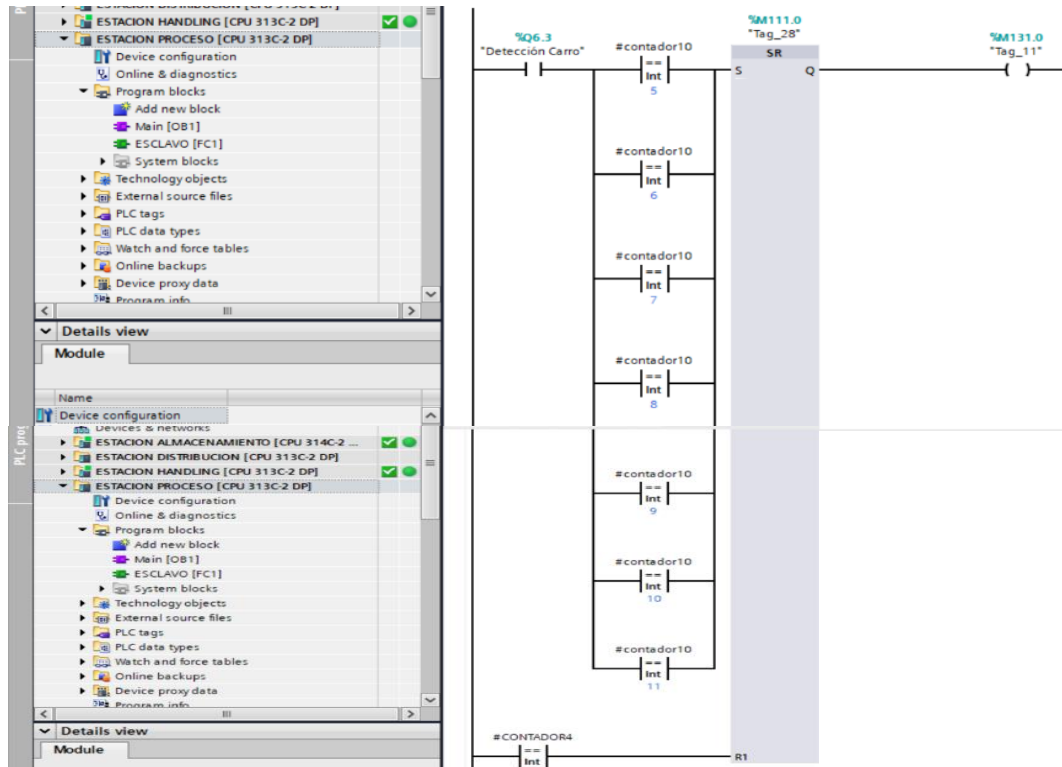 ESTACION HANDLING [CPU 313C-2 DP]
ESTACION PROCESO [CPU 313C-2 DP]
Device configuration
Online & diagnostics
Program blocks
Add new block
Main [OB1]
ESCLAVO [FC1]
System blocks
Technology objects
External source files
PLC tags
PLC data types
Watch and force tables
Online backups
Device proxy data
Program info
Details view
Module
Name
Device configuration
Devices & networks
ESTACION ALMACENAMIENTO [CPU 314C-2 ...
ESTACION DISTRIBUCION [CPU 313C-2 DP]
ESTACION HANDLING [CPU 313C-2 DP]
ESTACION PROCESO [CPU 313C-2 DP]
Device configuration
Online & diagnostics
Program blocks
Add new block
Main [OB1]
ESCLAVO [FC1]
System blocks
Technology objects
External source files
PLC tags
PLC data types
Watch and force tables
Online backups
Device proxy data
Program info
Details view
Module
%Q6.3
"Detección Carro"
#contador10
==
Int
5
#contador10
==
Int
6
#contador10
==
Int
7
#contador10
==
Int
8
#contador10
==
Int
9
#contador10
==
Int
10
#contador10
==
Int
11
#CONTADOR4
==
Int
%M111.0
"Tag_28"
SR
S
Q
R1
%M131.0
"Tag_11"